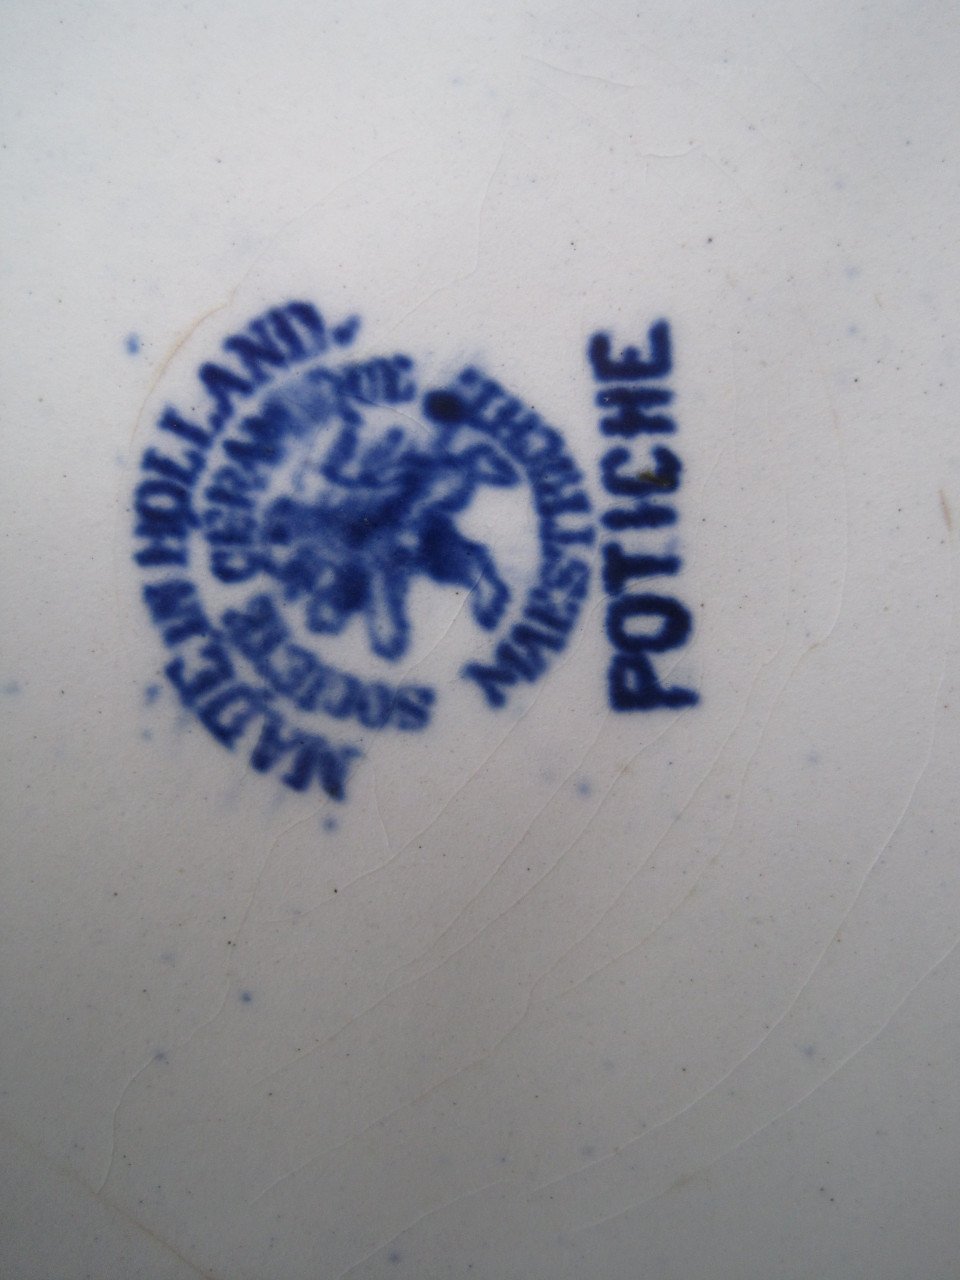 MADE IN HOLLAND.
SOCIETE CERAMIQUE
MAESTRICHT
POTICHE